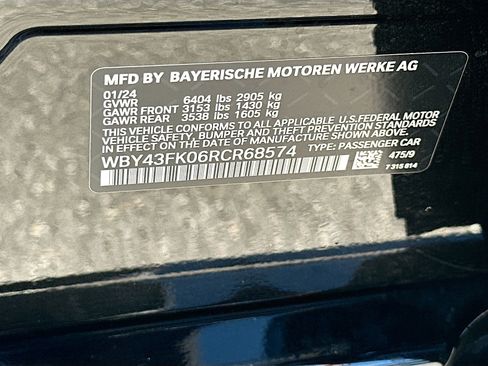 MFD BY BAYERISCHE MOTOREN WERKE AG
01/24
GVWR 6404 lbs 2905 kg
GAWR FRONT 3153 lbs 1430 kg
GAWR REAR 3538 lbs 1605 kg
THIS VEHICLE CONFORMS TO ALL APPLICABLE U.S.FEDERAL MOTOR
VEHICLE SAFETY, BUMPER, AND THEFT PREVENTION STANDARDS
IN EFFECT ON THE DATE OF MANUFACTURE SHOWN ABOVE.
WBY43FK06RCR68574 TYPE: PASSENGER CAR
475/9
7 315 614